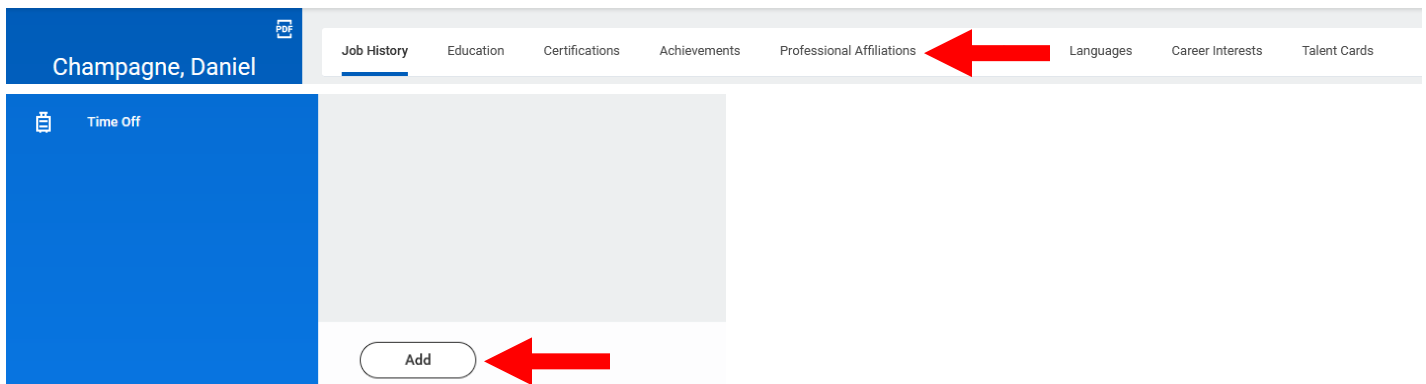 PDF
Champagne, Daniel
Job History Education Certifications Achievements Professional Affiliations Languages Career Interests Talent Cards
Time Off
Add